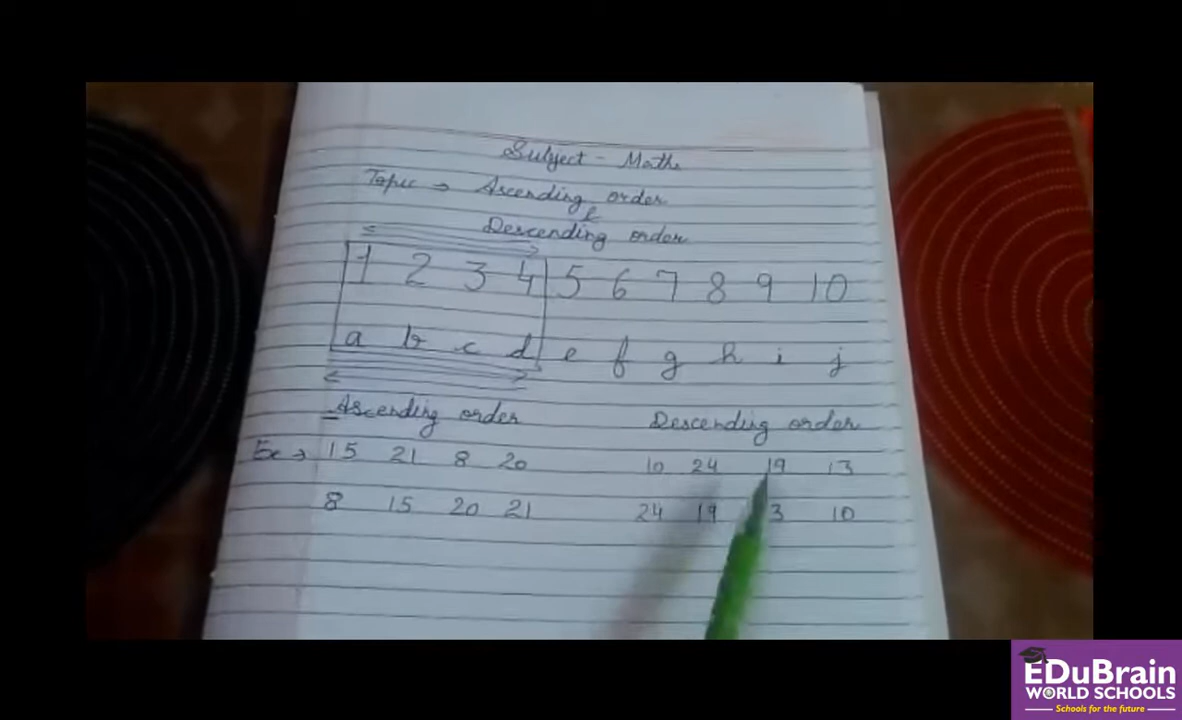 Subject - Maths
Topic → Ascending order
&
Descending order
1 2 3 4 5 6 7 8 9 10
a b c d e f g h i j
Ascending order Descending order
Ex → 15 21 8 20 10 24 19 13
8 15 20 21 24 19 3 10
EDuBrain
WORLD SCHOOLS
Schools for the future